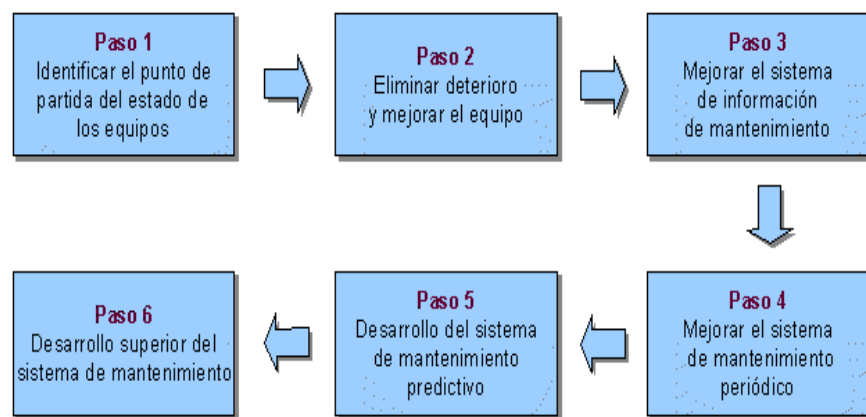 Paso 1
Identificar el punto de
partida del estado de
los equipos
Paso 2
Eliminar deterioro
y mejorar el equipo
Paso 3
Mejorar el sistema
de información
de mantenimiento
Paso 4
Mejorar el sistema
de mantenimiento
periódico
Paso 5
Desarrollo del sistema
de mantenimiento
predictivo
Paso 6
Desarrollo superior del
sistema de mantenimiento